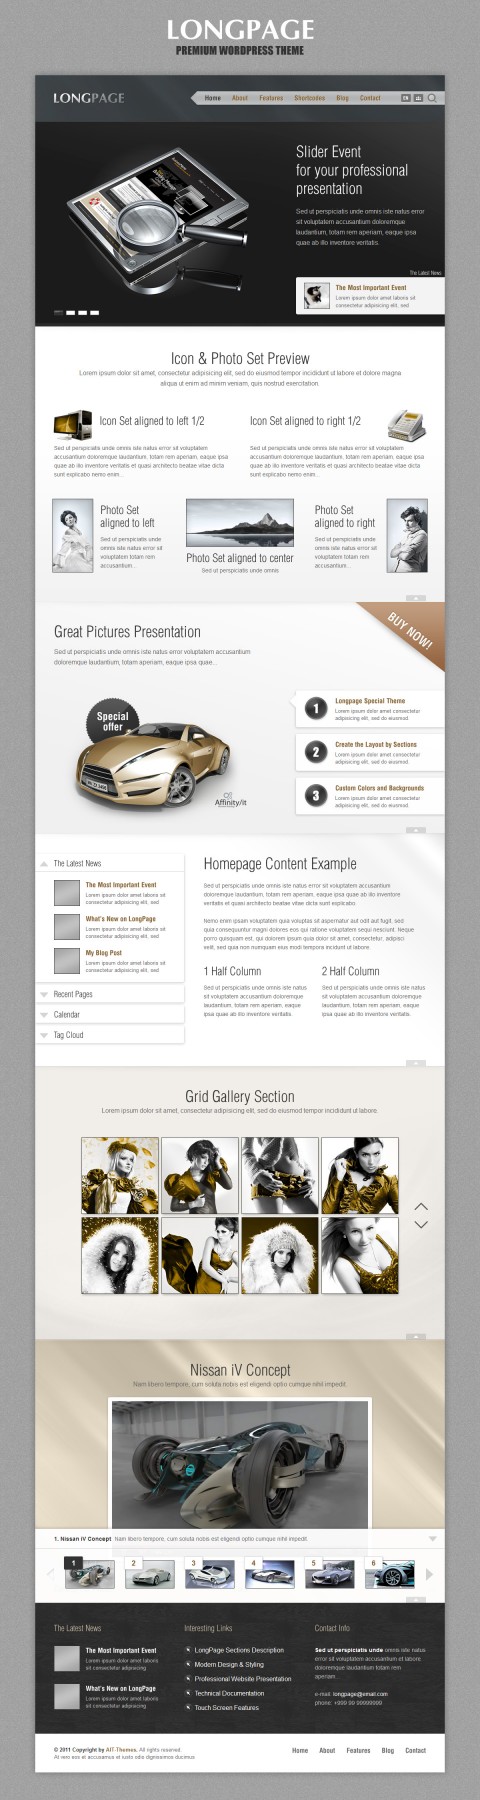 LONGPAGE
PREMIUM WORDPRESS THEME
LONGPAGE
Home About Features Shortcodes Blog Contact
Slider Event
for your professional
presentation
Sed ut perspiciatis unde omnis iste natus error sit
voluptatem accusantium doloremque
laudantium, totam rem aperiam, eaque ipsa
quae ab illo inventore veritatis.
The Latest News
The Most Important Event
Lorem ipsum dolor amet laboris sit
consectetur adipisicing elit, sed
Icon & Photo Set Preview
Lorem ipsum dolor sit amet, consectetur adipisicing elit, sed do eiusmod tempor incididunt ut labore et dolore magna
aliqua ut enim ad minim veniam, quis nostrud exercitation.
Icon Set aligned to left 1/2
Sed ut perspiciatis unde omnis iste natus error sit voluptatem
accusantium doloremque laudantium, totam rem aperiam, eaque ipsa
quae ab illo inventore veritatis et quasi architecto beatae vitae dicta
sunt explicabo nemo enim...
Icon Set aligned to right 1/2
Sed ut perspiciatis unde omnis iste natus error sit voluptatem
accusantium doloremque laudantium, totam rem aperiam, eaque ipsa
quae ab illo inventore veritatis et quasi architecto beatae vitae dicta
sunt explicabo nemo enim...
Photo Set
aligned to left
Sed ut perspiciatis unde
omnis iste natus error sit
voluptatem totam
accusantium...
Photo Set aligned to center
Sed ut perspiciatis unde omnis
Photo Set
aligned to right
Sed ut perspiciatis unde
omnis iste natus error sit
voluptatem totam
accusantium...
BUY NOW!
Great Pictures Presentation
Sed ut perspiciatis unde omnis iste natus error voluptatem accusantium
doloremque laudantium, totam aperiam, eaque ipsa quae...
Special
offer
Affinity/it
1
Longpage Special Theme
Lorem ipsum dolor amet consectetur
adipisicing elit, sed do eiusmod.
2
Create the Layout by Sections
Lorem ipsum dolor amet consectetur
adipisicing elit, sed do eiusmod.
3
Custom Colors and Backgrounds
Lorem ipsum dolor amet consectetur
adipisicing elit, sed do eiusmod.
The Latest News
The Most Important Event
Lorem ipsum dolor amet laboris sit
consectetur adipisicing elit, sed
What's New on LongPage
Lorem ipsum dolor amet laboris sit
consectetur adipisicing elit, sed
My Blog Post
Lorem ipsum dolor amet laboris sit
consectetur adipisicing elit, sed
Recent Pages
Calendar
Tag Cloud
Homepage Content Example
Sed ut perspiciatis unde omnis iste natus error sit voluptatem accusantium
doloremque laudantium, totam rem aperiam, eaque ipsa quae ab illo inventore
veritatis et quasi architecto beatae vitae dicta sunt explicabo.
Nemo enim ipsam voluptatem quia voluptas sit aspernatur aut odit aut fugit, sed
quia consequuntur magni dolores eos qui ratione voluptatem sequi nesciunt. Neque
porro quisquam est, qui dolorem ipsum quia dolor sit amet, consectetur, adipisci
velit, sed quia non numquam eius modi tempora incidunt ut labore.
1 Half Column
Sed ut perspiciatis unde omnis iste natus
sit voluptatem accusantium doloremque
laudantium, totam rem aperiam, eaque
ipsa quae ab illo inventore veritatis.
2 Half Column
Sed ut perspiciatis unde omnis iste natus
sit voluptatem accusantium doloremque
laudantium, totam rem aperiam, eaque
ipsa quae ab illo inventore veritatis.
Grid Gallery Section
Lorem ipsum dolor sit amet, consectetur adipisicing elit, sed do eiusmod tempor incididunt ut labore.
Nissan iV Concept
Nam libero tempore, cum soluta nobis est eligendi optio cumque nihil impedit.
1. Nissan iV Concept Nam libero tempore, cum soluta nobis est eligendi optio cumque nihil impedit.
1 2 3 4 5 6
The Latest News
The Most Important Event
Lorem ipsum dolor amet laboris
sit consectetur adipisicing
What's New on LongPage
Lorem ipsum dolor amet laboris
sit consectetur adipisicing
Interesting Links
LongPage Sections Description
Modern Design & Styling
Professional Website Presentation
Technical Documentation
Touch Screen Features
Contact Info
Sed ut perspiciatis unde omnis iste natus
error sit voluptatem accusantium et labore
doloremque laudantium totam rem
aperiam...
e-mail: longpage@email.com
phone: +999 99 99999999
© 2011 Copyright by AIT-Themes. All rights reserved.
At vero eos et accusamus et iusto odio dignissimos ducimus
Home About Features Blog Contact